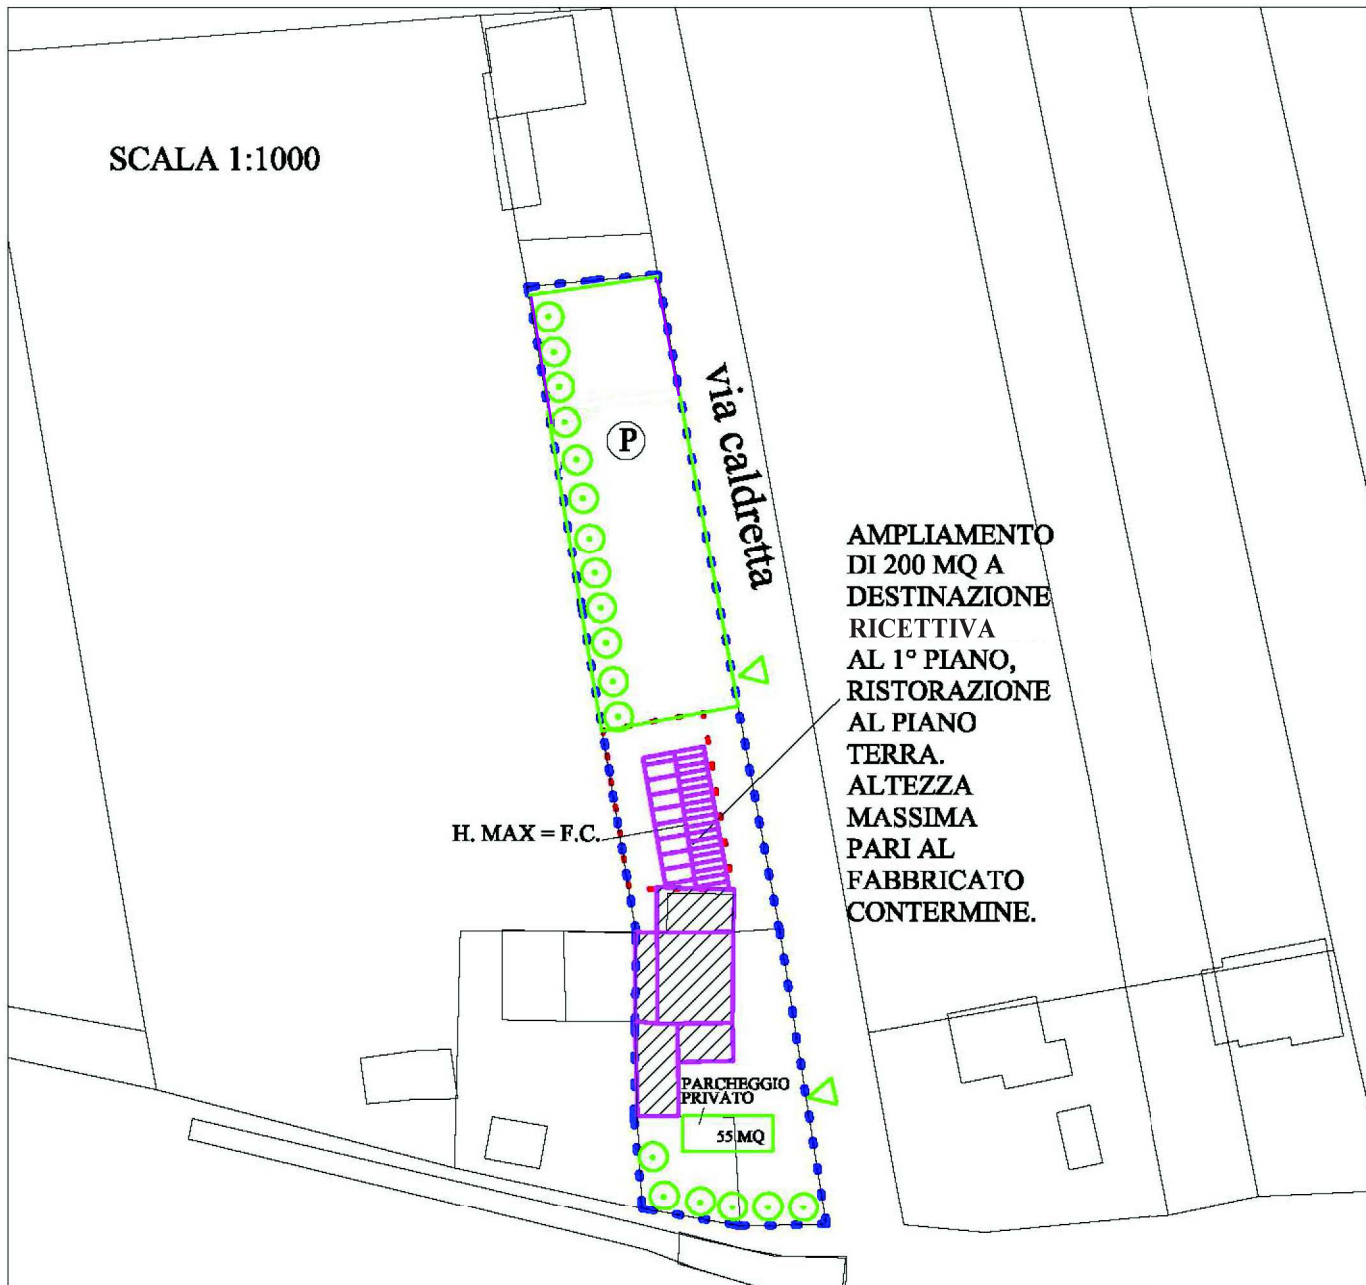 SCALA 1:1000
P
via caldretta
AMPLIAMENTO
DI 200 MQ A
DESTINAZIONE
RICETTIVA
AL 1° PIANO,
RISTORAZIONE
AL PIANO
TERRA.
ALTEZZA
MASSIMA
PARI AL
FABBRICATO
CONTERMINE.
H. MAX = F.C.
PARCHEGGIO
PRIVATO
55 MQ